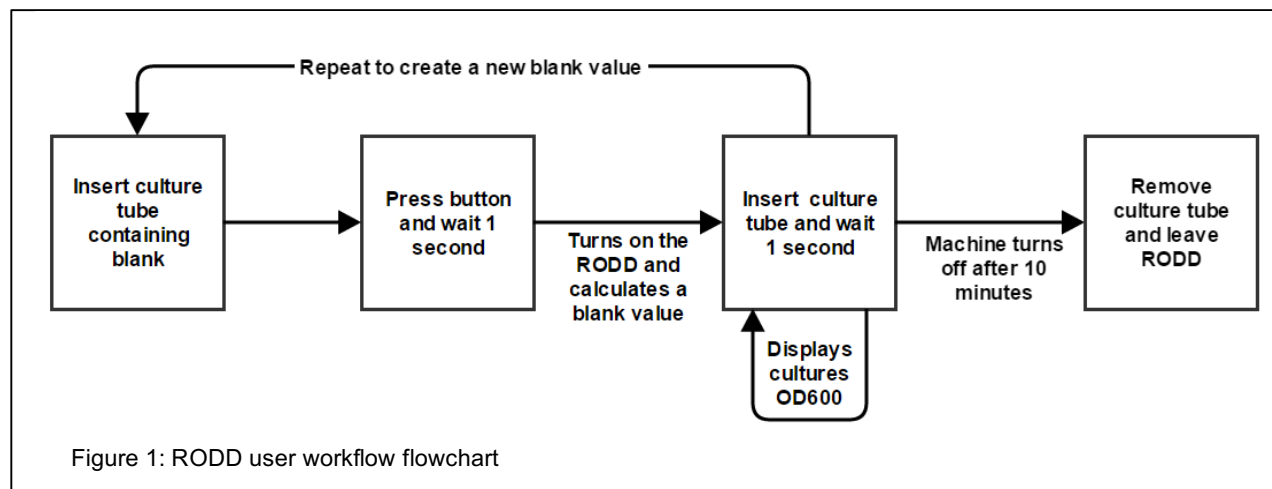 Repeat to create a new blank value
Insert culture
tube
containing
blank
Press button
and wait 1
second
Turns on the
RODD and
calculates a
blank value
Insert culture
tube and wait
1 second
Displays
cultures
OD600
Machine turns
off after 10
minutes
Remove
culture tube
and leave
RODD
Figure 1: RODD user workflow flowchart